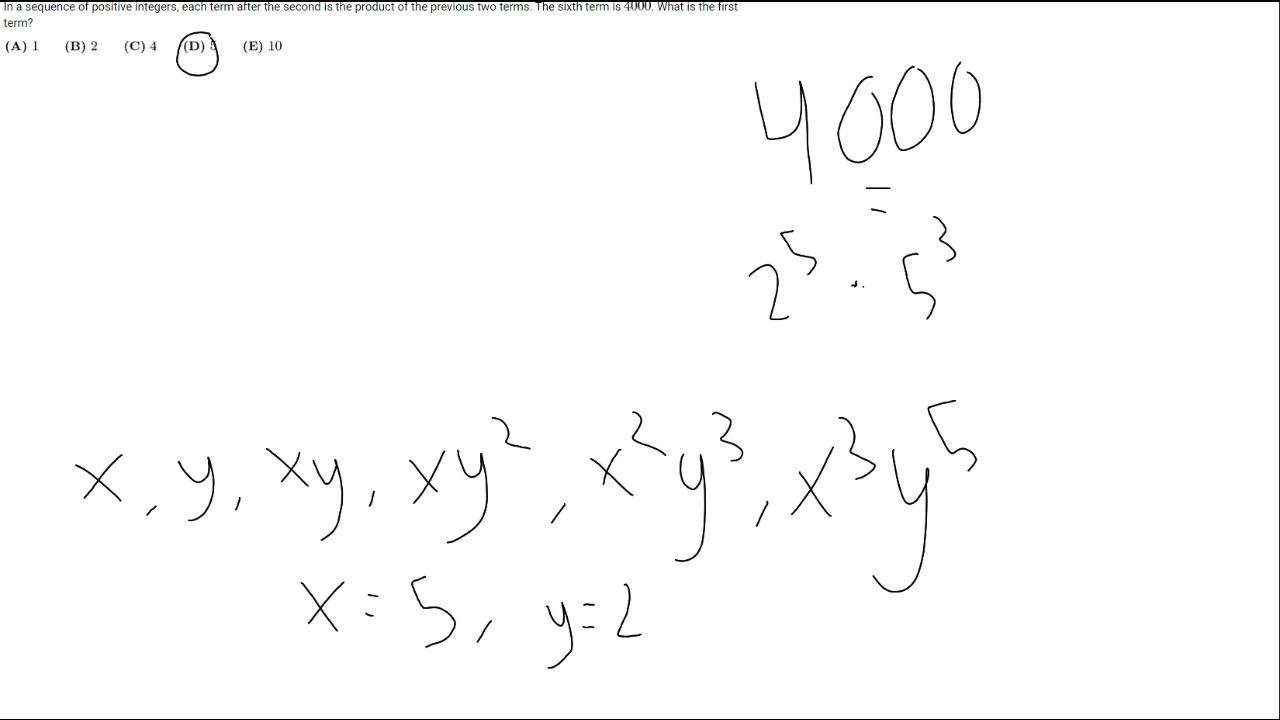 In a sequence of positive integers, each term after the second is the product of the previous two terms. The sixth term is 4000. What is the first
term?
(A) 1 (B) 2 (C) 4 (D) 5 (E) 10
4000
=
2^5 · 5^3
x, y, xy, xy^2, x^2y^3, x^3y^5
x = 5, y = 2